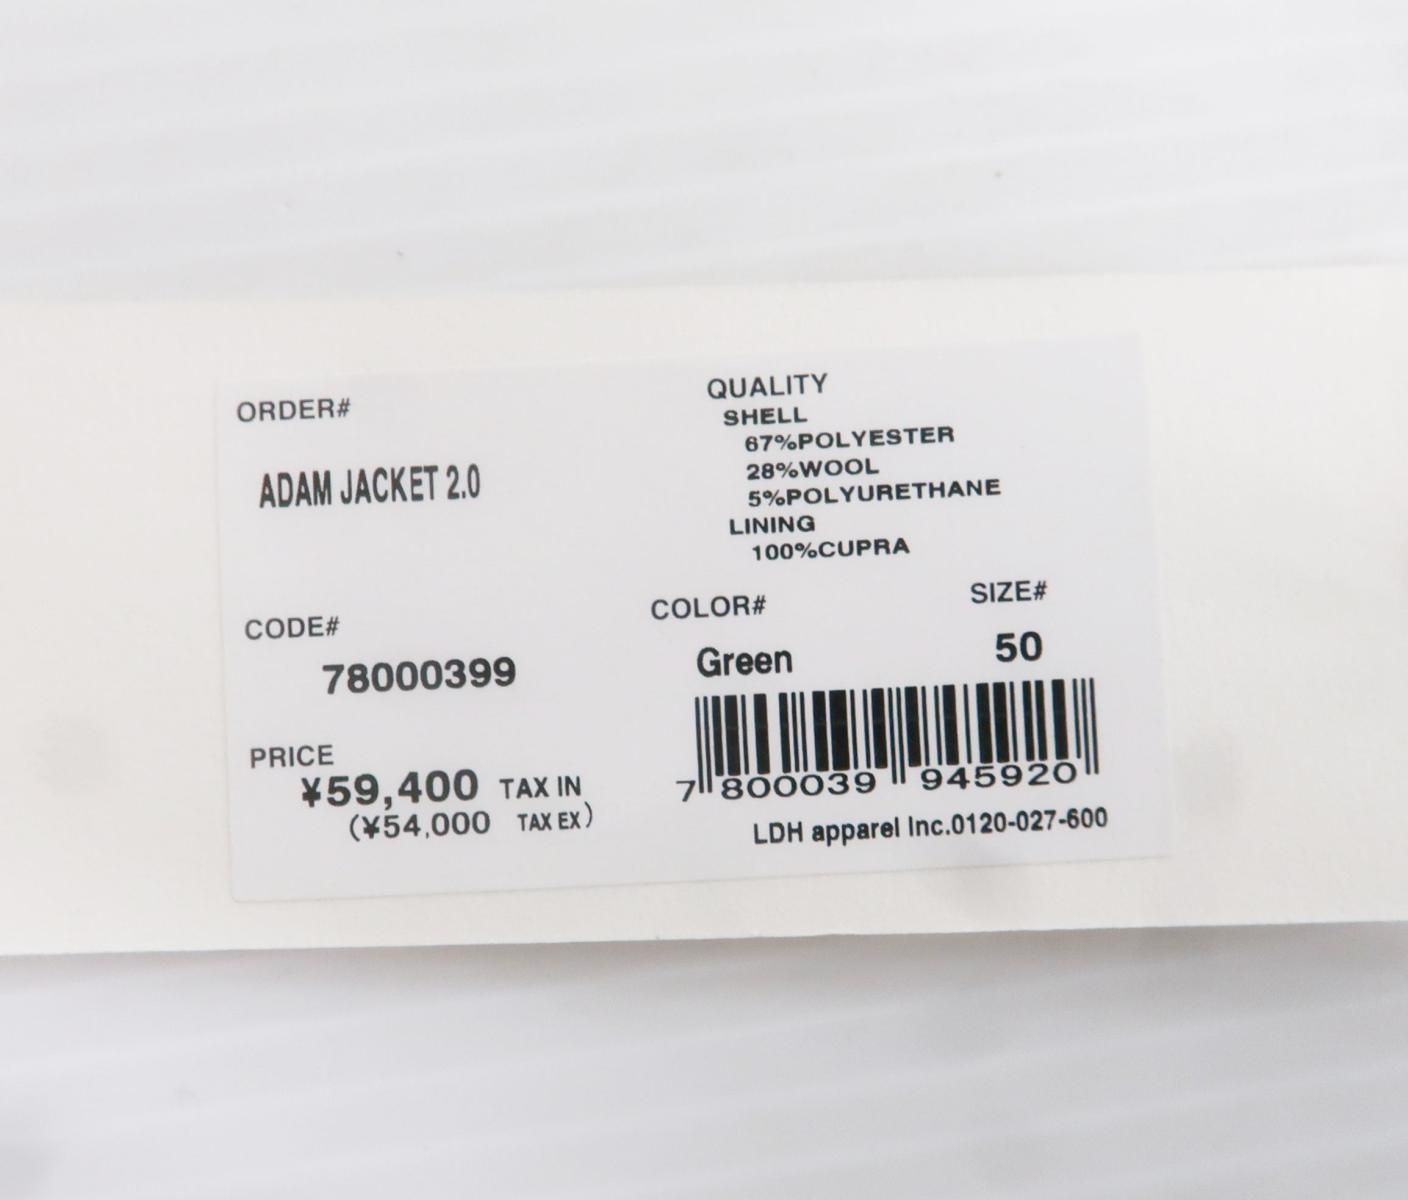 ORDER#
ADAM JACKET 2.0
QUALITY
SHELL
67%POLYESTER
28%WOOL
5%POLYURETHANE
LINING
100%CUPRA
CODE#
78000399
COLOR#
Green
SIZE#
50
PRICE
¥59,400 TAX IN
(¥54,000 TAX EX)
7 800039 945920
LDH apparel Inc.0120-027-600